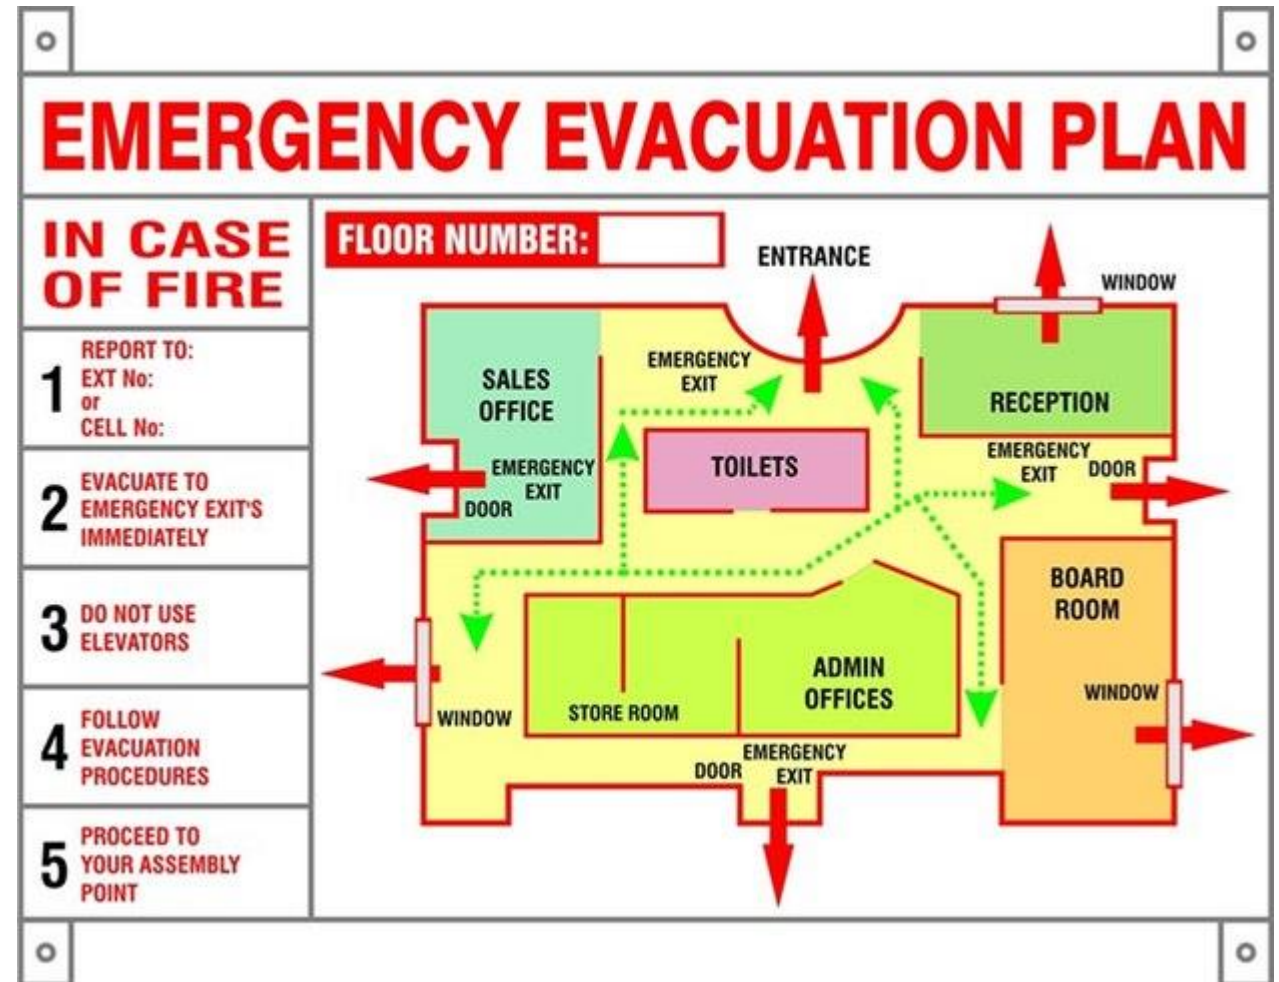 EMERGENCY EVACUATION PLAN
IN CASE
OF FIRE
1
REPORT TO:
EXT No:
or
CELL No:
2
EVACUATE TO
EMERGENCY EXIT'S
IMMEDIATELY
3
DO NOT USE
ELEVATORS
4
FOLLOW
EVACUATION
PROCEDURES
5
PROCEED TO
YOUR ASSEMBLY
POINT
FLOOR NUMBER:
ENTRANCE
WINDOW
EMERGENCY
EXIT
SALES
OFFICE
RECEPTION
TOILETS
EMERGENCY
EXIT
DOOR
EMERGENCY
EXIT
DOOR
BOARD
ROOM
ADMIN
OFFICES
STORE ROOM
WINDOW
WINDOW
EMERGENCY
EXIT
DOOR